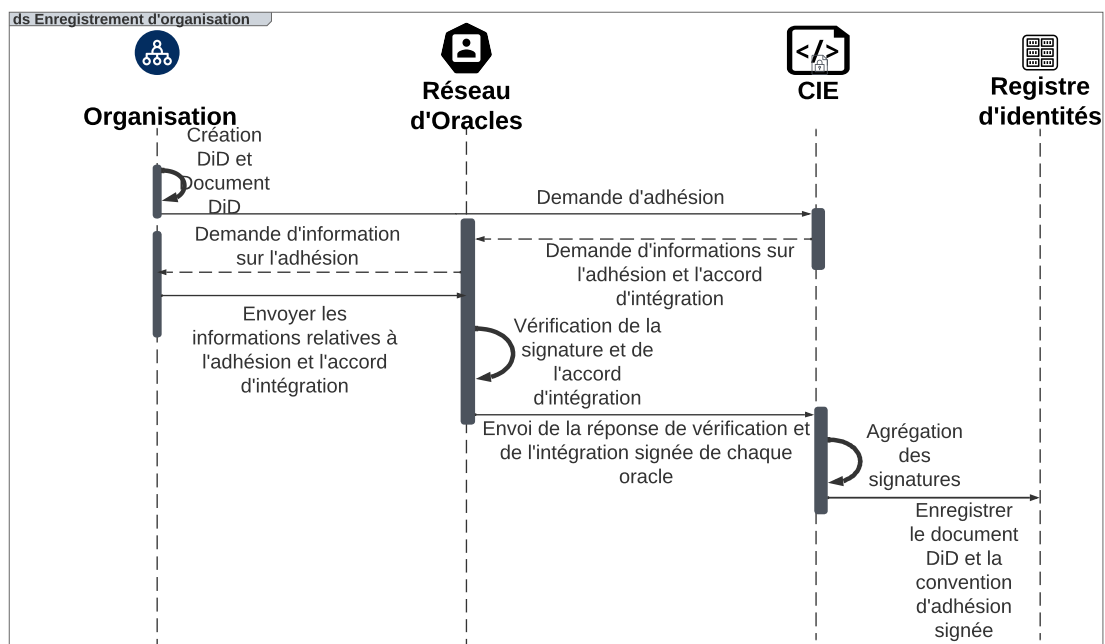 ds Enregistrement d'organisation
</>
Organisation
Réseau
d'Oracles
CIE
Registre
d'identités
Création
DiD et
Document
DiD
Demande d'adhésion
Demande d'information
sur l'adhésion
Demande d'informations sur
l'adhésion et l'accord
d'intégration
Envoyer les
informations relatives à
l'adhésion et l'accord
d'intégration
Vérification de la
signature et de
l'accord
d'intégration
Envoi de la réponse de vérification et
de l'intégration signée de chaque
oracle
Agrégation
des
signatures
Enregistrer
le document
DiD et la
convention
d'adhésion
signée